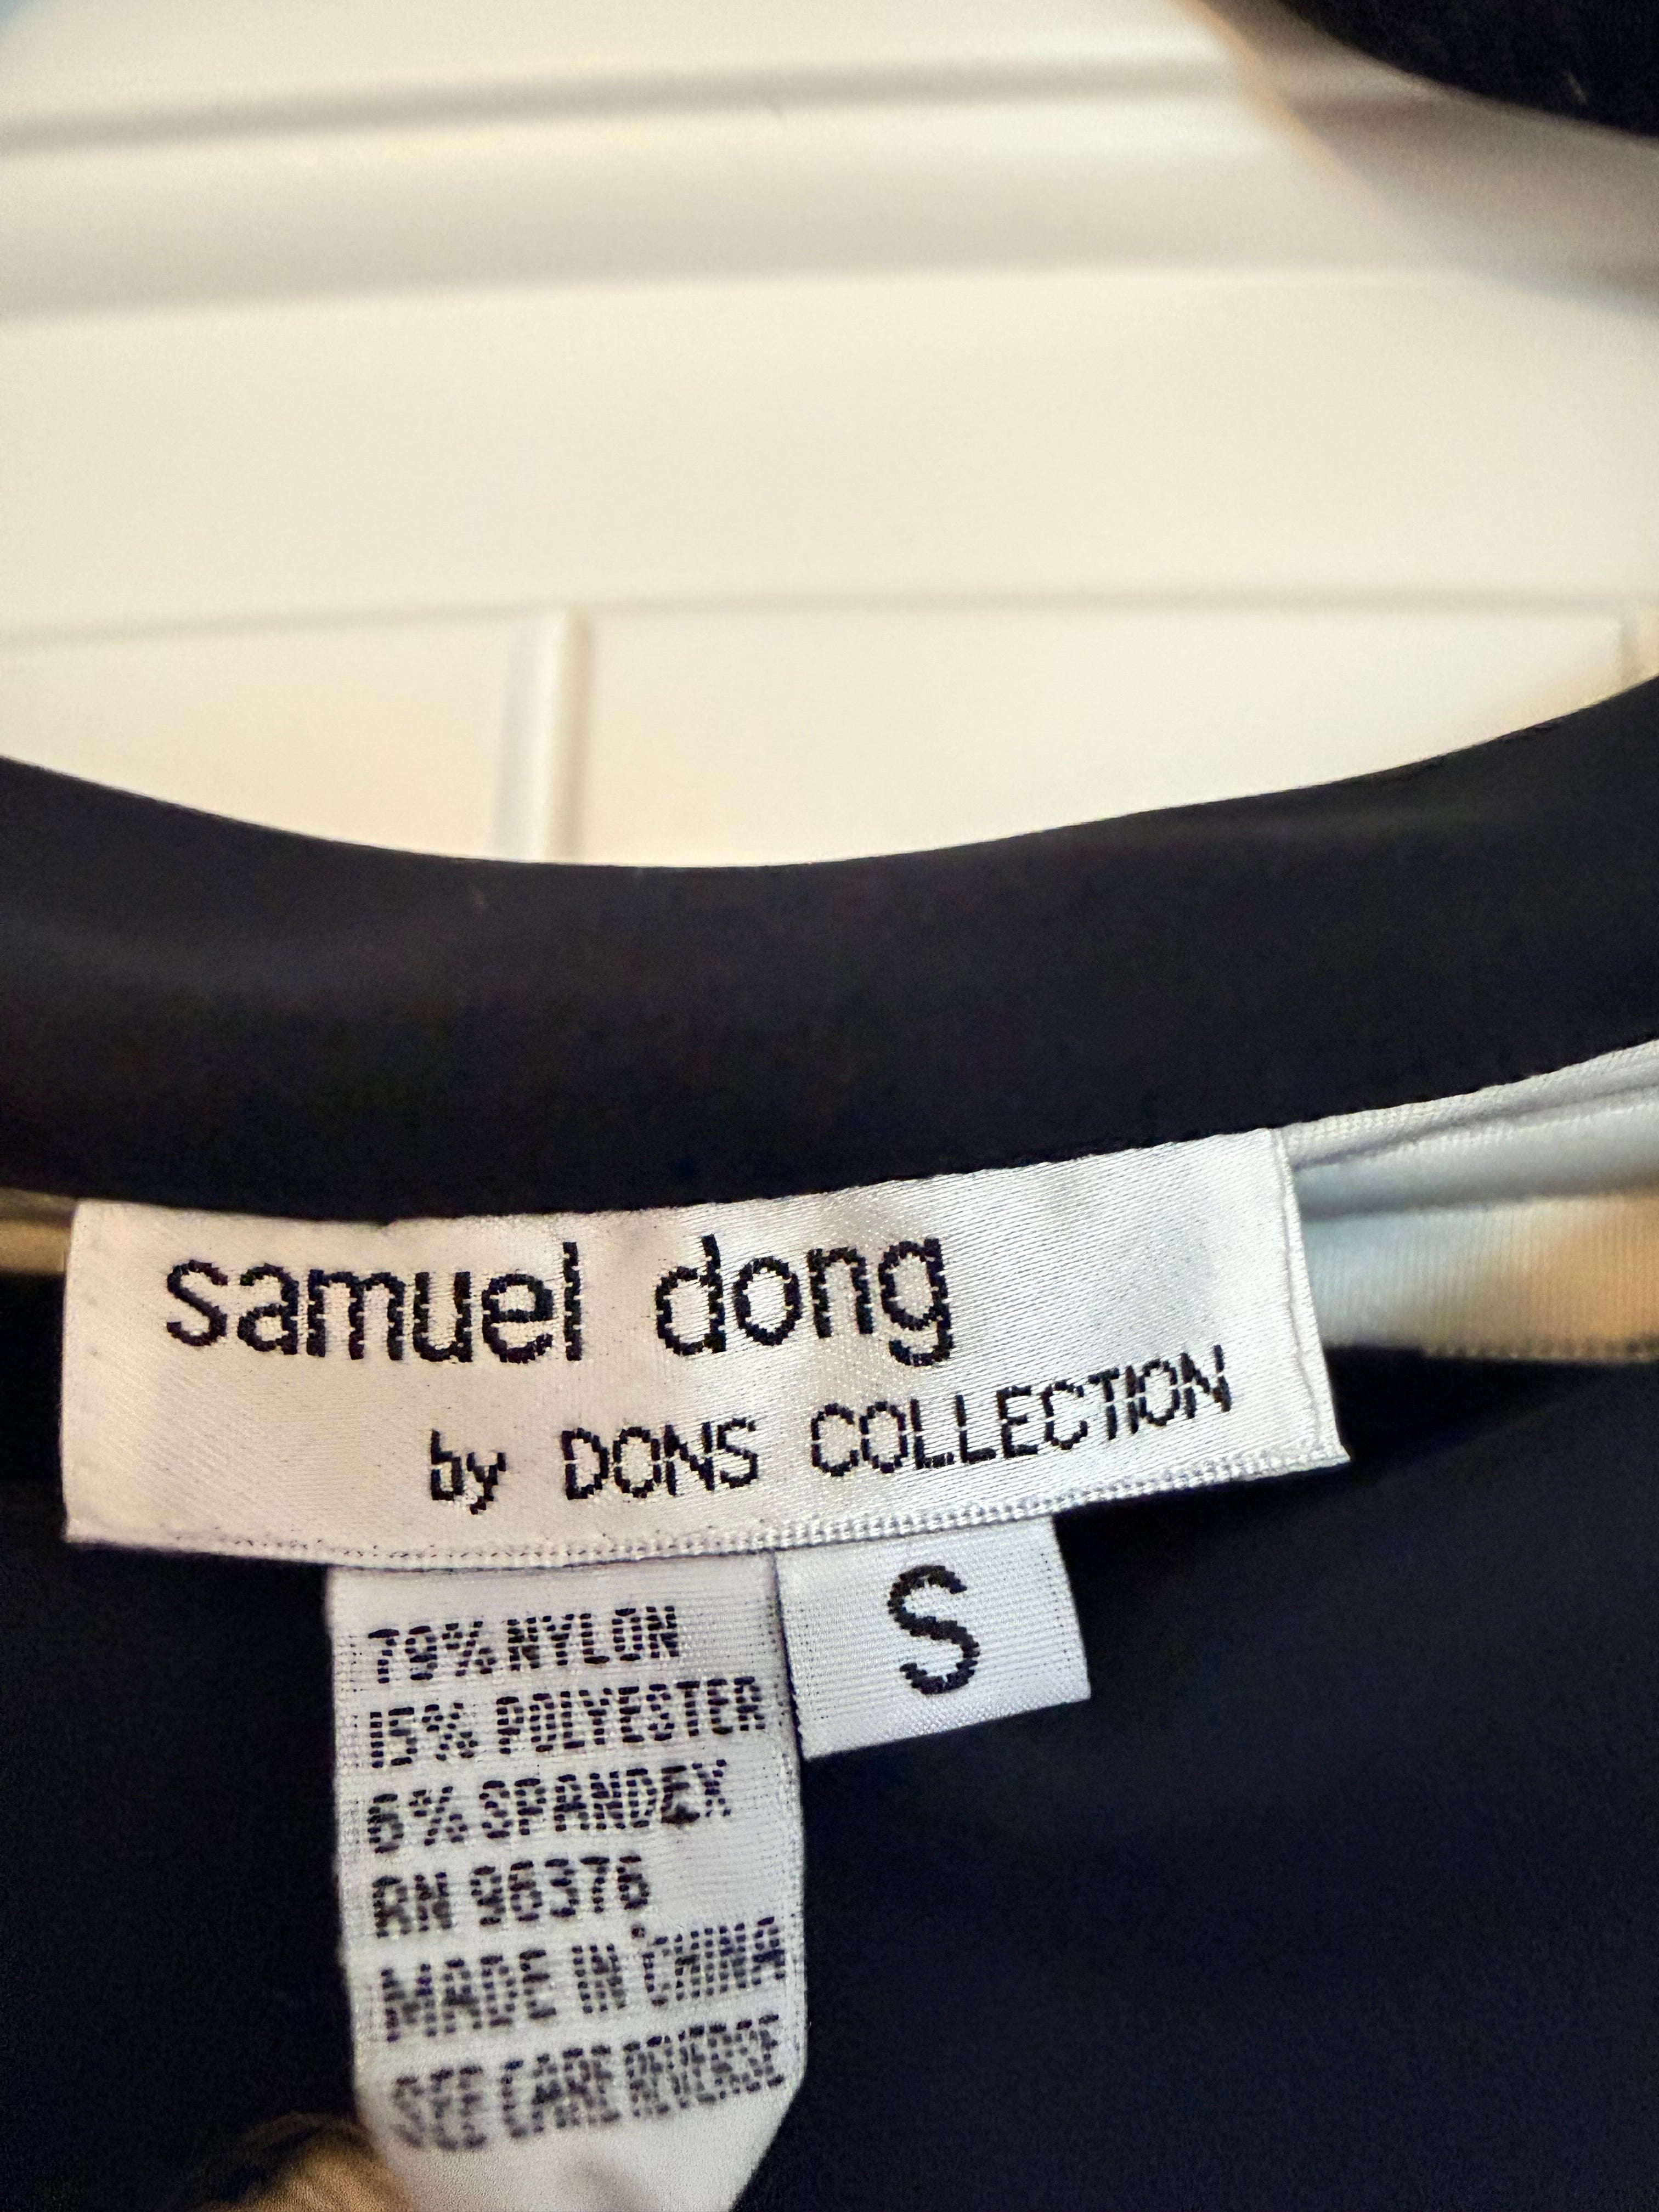 samuel dong
by DONS COLLECTION
S
79% NYLON
15% POLYESTER
6% SPANDEX
RN 96376
MADE IN CHINA
SEE CARE REVERSE